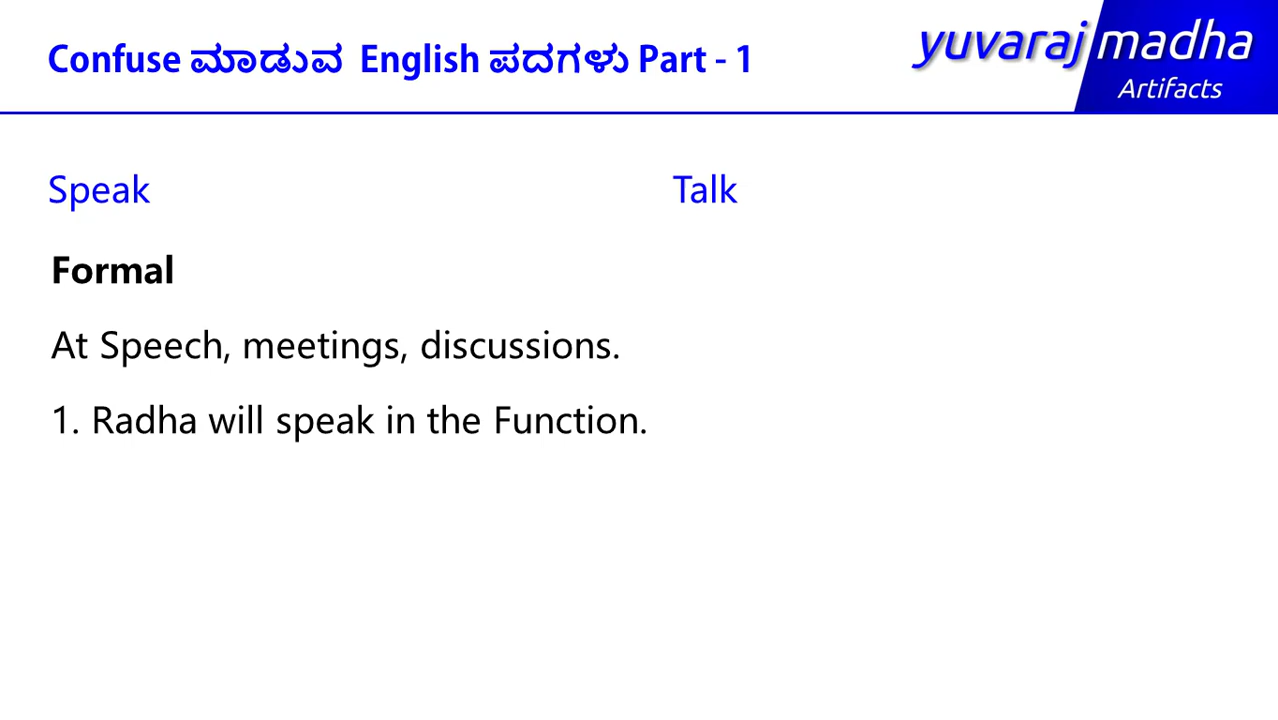 Confuse ಮಾಡುವ English ಪದಗಳು Part - 1
yuvaraj madha
Artifacts
Speak
Talk
Formal
At Speech, meetings, discussions.
1. Radha will speak in the Function.